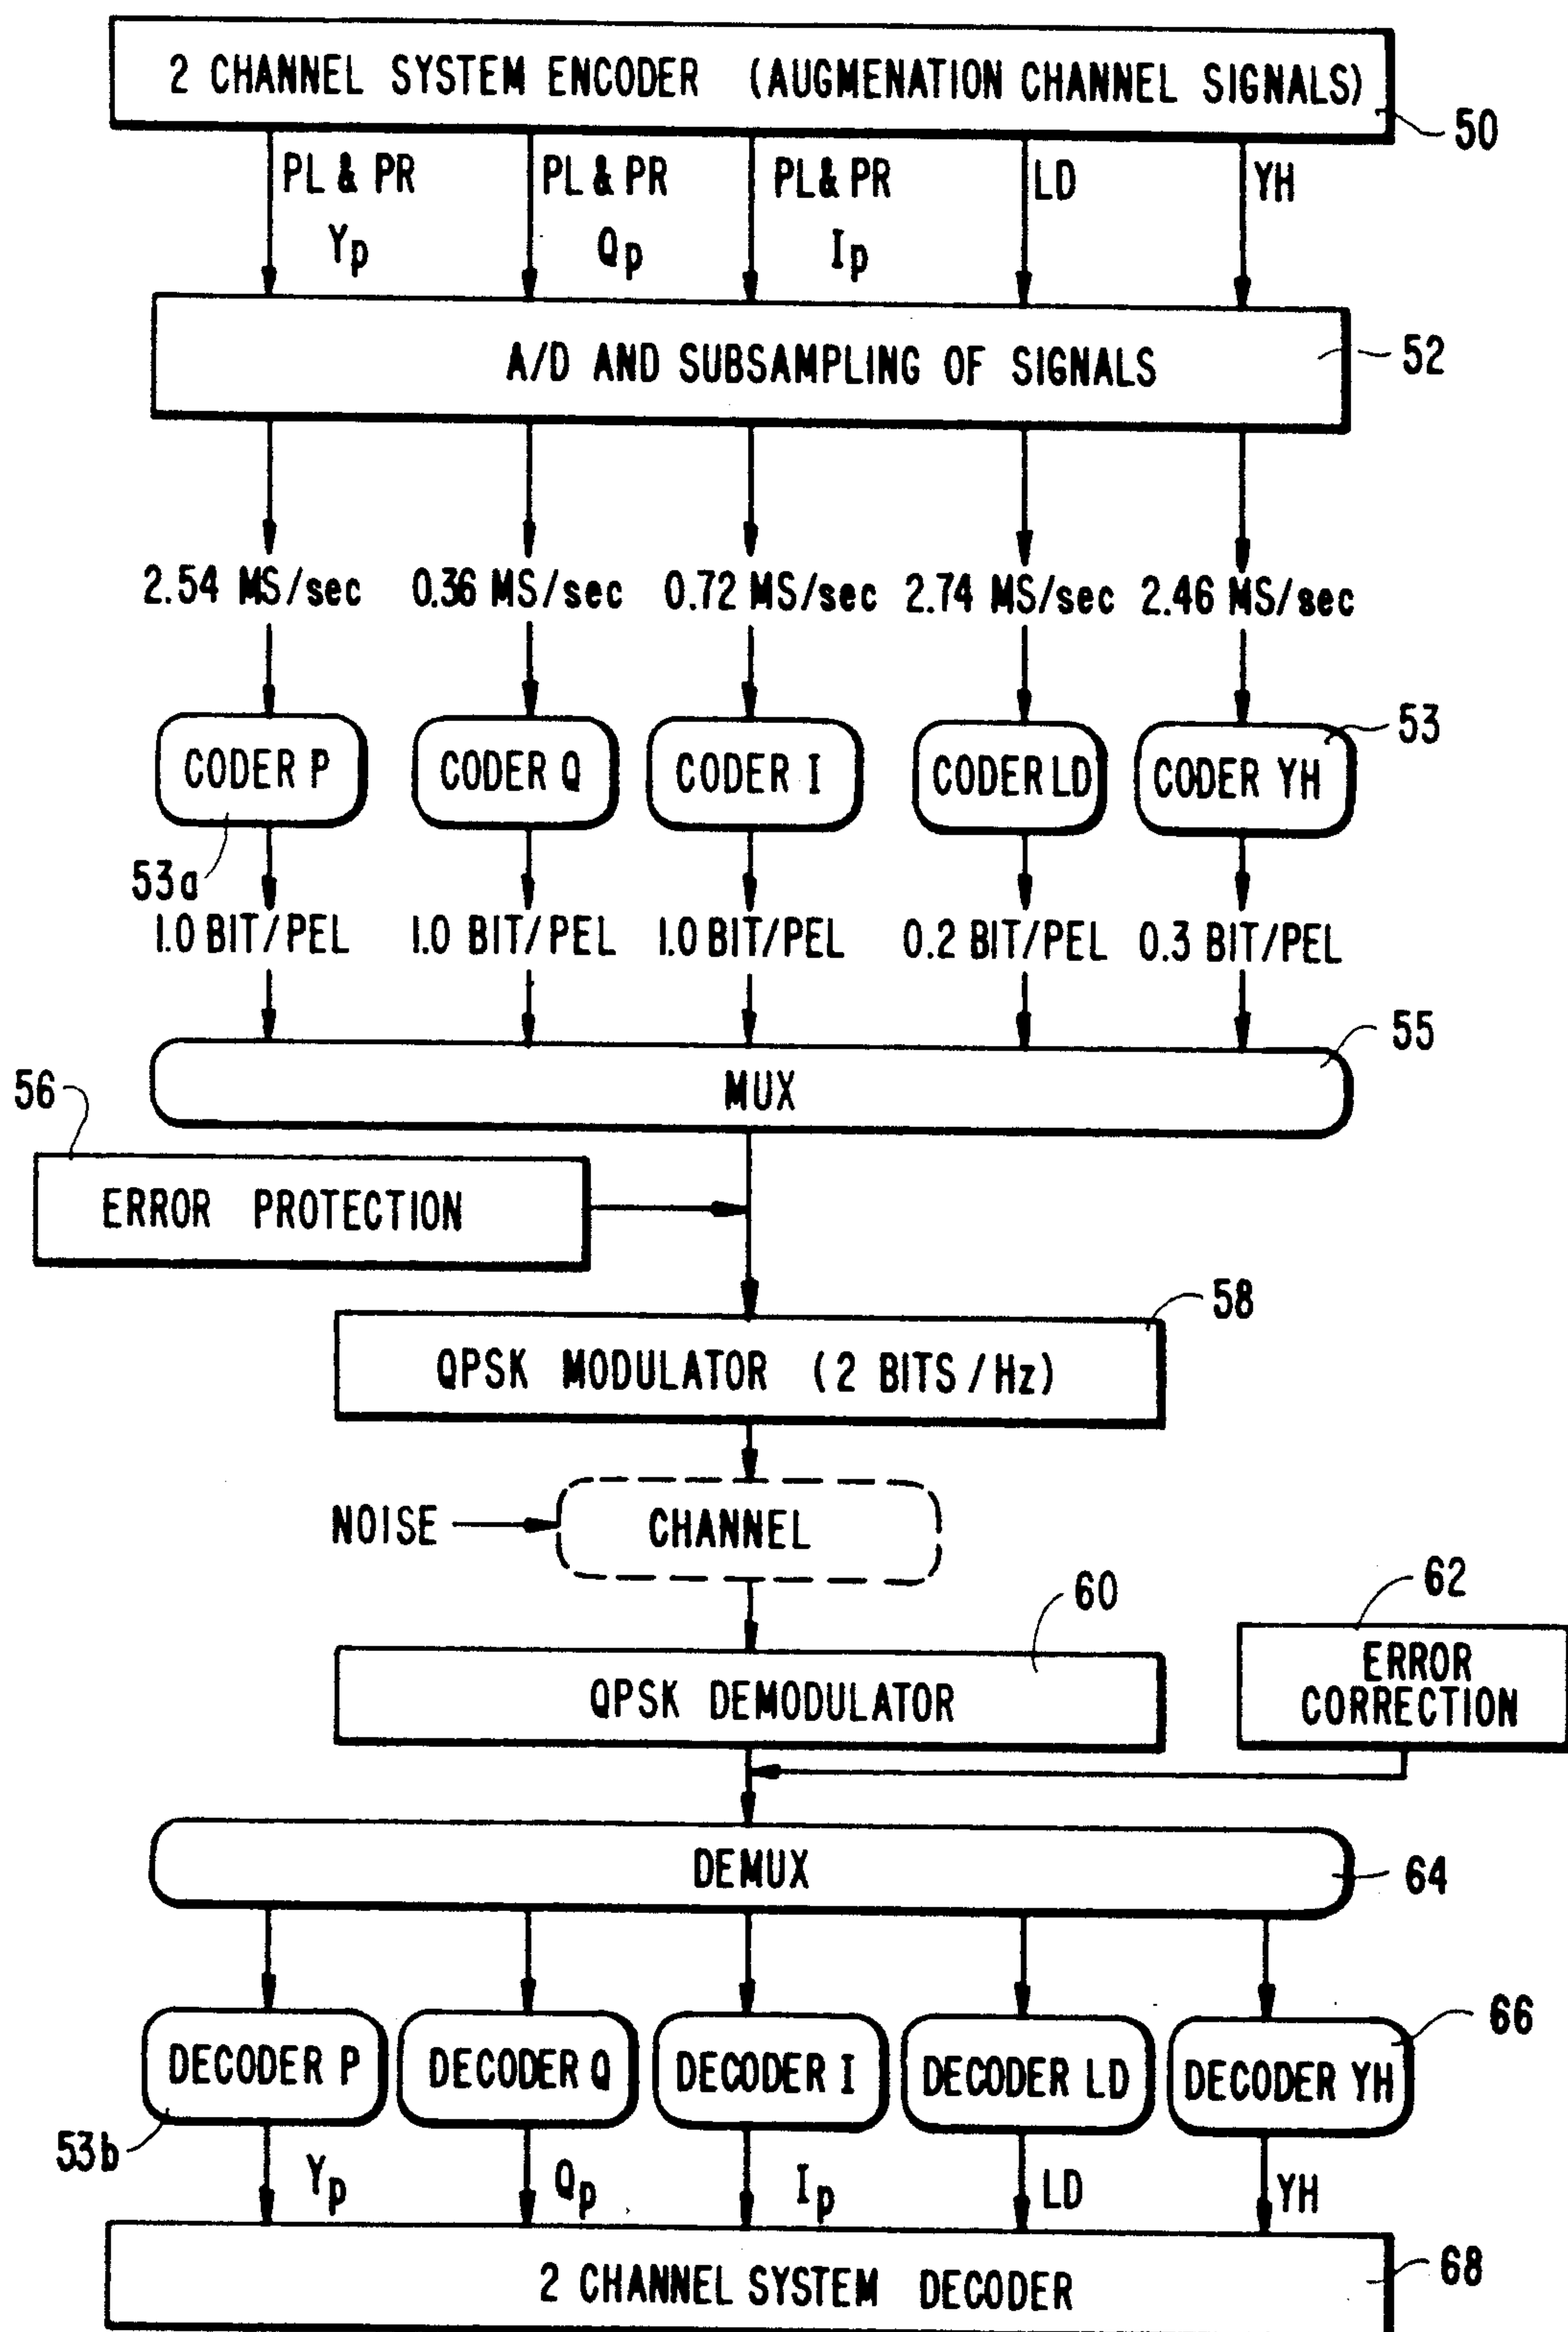 2 CHANNEL SYSTEM ENCODER (AUGMENATION CHANNEL SIGNALS)
50
PL & PR PL & PR PL & PR LD YH
Yp Qp Ip
A/D AND SUBSAMPLING OF SIGNALS
52
2.54 MS/sec 0.36 MS/sec 0.72 MS/sec 2.74 MS/sec 2.46 MS/sec
53
CODER P CODER Q CODER I CODER LD CODER YH
53a
1.0 BIT/PEL 1.0 BIT/PEL 1.0 BIT/PEL 0.2 BIT/PEL 0.3 BIT/PEL
55
MUX
56
ERROR PROTECTION
58
QPSK MODULATOR (2 BITS/Hz)
NOISE CHANNEL
60
62
QPSK DEMODULATOR
ERROR
CORRECTION
DEMUX
64
66
DECODER P DECODER Q DECODER I DECODER LD DECODER YH
53b
Yp Qp Ip LD YH
2 CHANNEL SYSTEM DECODER
68